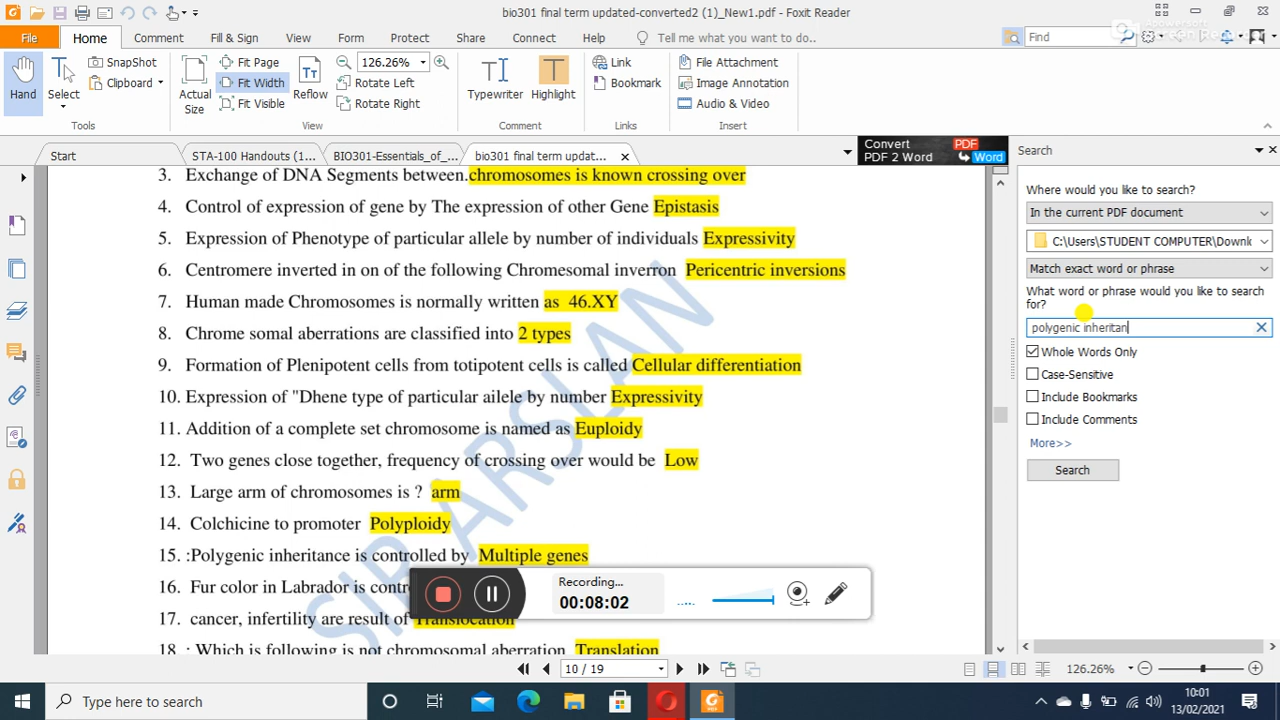 bio301 final term updated-converted2 (1)_New1.pdf - Foxit Reader
File Home Comment Fill & Sign View Form Protect Share Connect Help Tell me what you want to do.. Find
Hand Select SnapShot Clipboard Actual Size Fit Page Fit Width Fit Visible Reflow 126.26% Rotate Left Rotate Right Typewriter Highlight Link Bookmark File Attachment Image Annotation Audio & Video
Tools View Comment Links Insert
Start STA-100 Handouts (1... BIO301-Essentials_of_... bio301 final term updat... Convert PDF 2 Word PDF Word
3. Exchange of DNA Segments between.chromosomes is known crossing over
4. Control of expression of gene by The expression of other Gene Epistasis
5. Expression of Phenotype of particular allele by number of individuals Expressivity
6. Centromere inverted in on of the following Chromesomal inverron Pericentric inversions
7. Human made Chromosomes is normally written as 46.XY
8. Chrome somal aberrations are classified into 2 types
9. Formation of Pleilipotent cells from totipotent cells is called Cellular differentiation
10. Expression of "Dhene type of particular ailele by number Expressivity
11. Addition of a complete set chromosome is named as Euploidy
12. Two genes close together, frequency of crossing over would be Low
13. Large arm of chromosomes is ? arm
14. Colchicine to promoter Polyploidy
15. :Polygenic inheritance is controlled by Multiple genes
16. Fur color in Labrador is contr
17. cancer, infertility are result of Translocation
18. : Which is following is not chromosomal aberration Translation
SIR ARSLAN
Recording...
00:08:02
Search
Where would you like to search?
In the current PDF document
C:\Users\STUDENT COMPUTER\Downl
Match exact word or phrase
What word or phrase would you like to search
for?
polygenic inheritan
Whole Words Only
Case-Sensitive
Include Bookmarks
Include Comments
More>>
Search
10 / 19
126.26%
Type here to search
10:01
13/02/2021